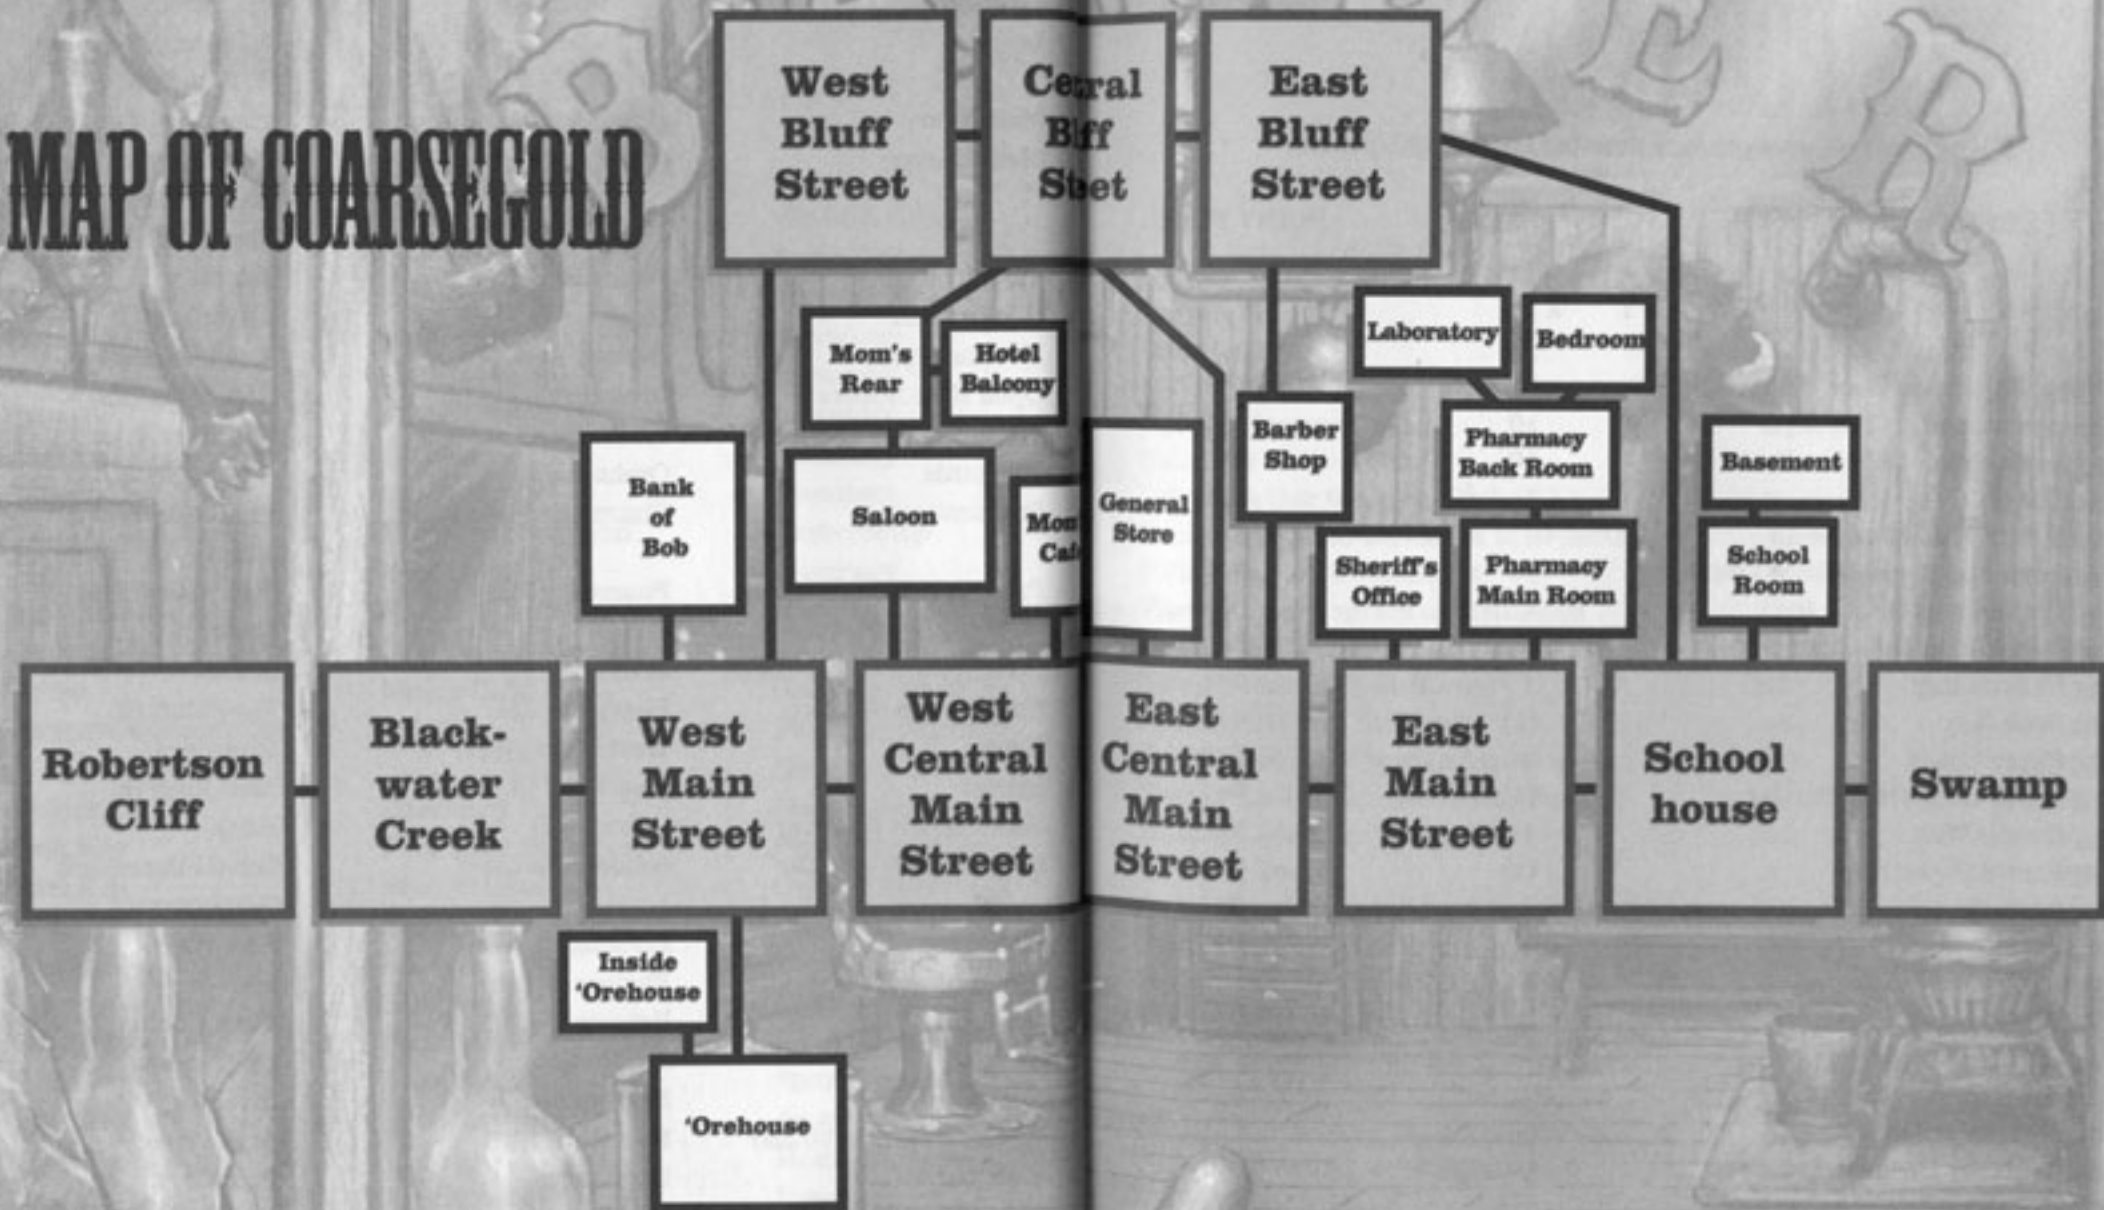 MAP OF COARSEGOLD
West
Bluff
Street
East
Bluff
Street
Mom's
Rear
Hotel
Balcony
Laboratory
Bedroom
Barber
Shop
Pharmacy
Back Room
Basement
Bank
of
Bob
Saloon
General
Store
Sheriff's
Office
Pharmacy
Main Room
School
Room
Robertson
Cliff
Black-
water
Creek
West
Main
Street
West
Central
Main
Street
East
Central
Main
Street
East
Main
Street
School
house
Swamp
Inside
'Orehouse
'Orehouse